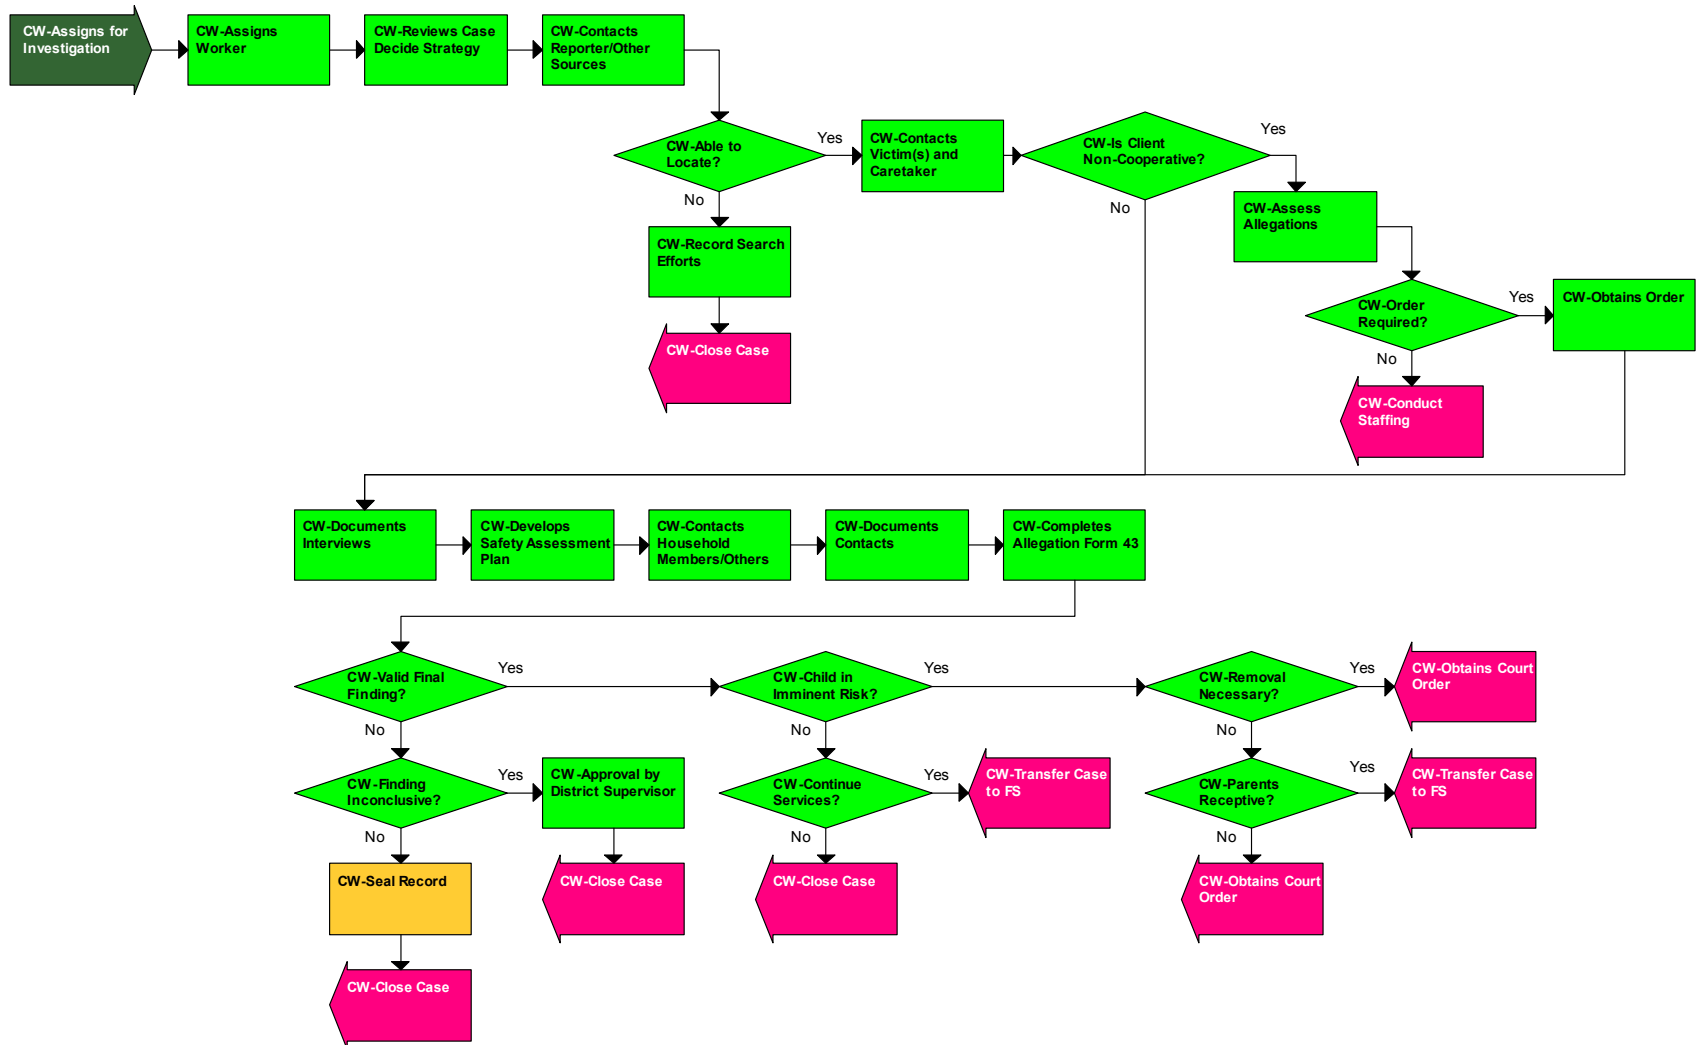 CW-Assigns for
Investigation
CW-Assigns
Worker
CW-Reviews Case
Decide Strategy
CW-Contacts
Reporter/Other
Sources
CW-Able to
Locate?
Yes
No
CW-Contacts
Victim(s) and
Caretaker
CW-Is Client
Non-Cooperative?
Yes
No
CW-Record Search
Efforts
CW-Close Case
CW-Assess
Allegations
CW-Order
Required?
Yes
No
CW-Obtains Order
CW-Conduct
Staffing
CW-Documents
Interviews
CW-Develops
Safety Assessment
Plan
CW-Contacts
Household
Members/Others
CW-Documents
Contacts
CW-Completes
Allegation Form 43
CW-Valid Final
Finding?
Yes
No
CW-Child in
Imminent Risk?
Yes
No
CW-Removal
Necessary?
Yes
No
CW-Obtains Court
Order
CW-Finding
Inconclusive?
Yes
No
CW-Approval by
District Supervisor
CW-Continue
Services?
Yes
No
CW-Transfer Case
to FS
CW-Parents
Receptive?
Yes
No
CW-Transfer Case
to FS
CW-Seal Record
CW-Close Case
CW-Close Case
CW-Obtains Court
Order
CW-Close Case